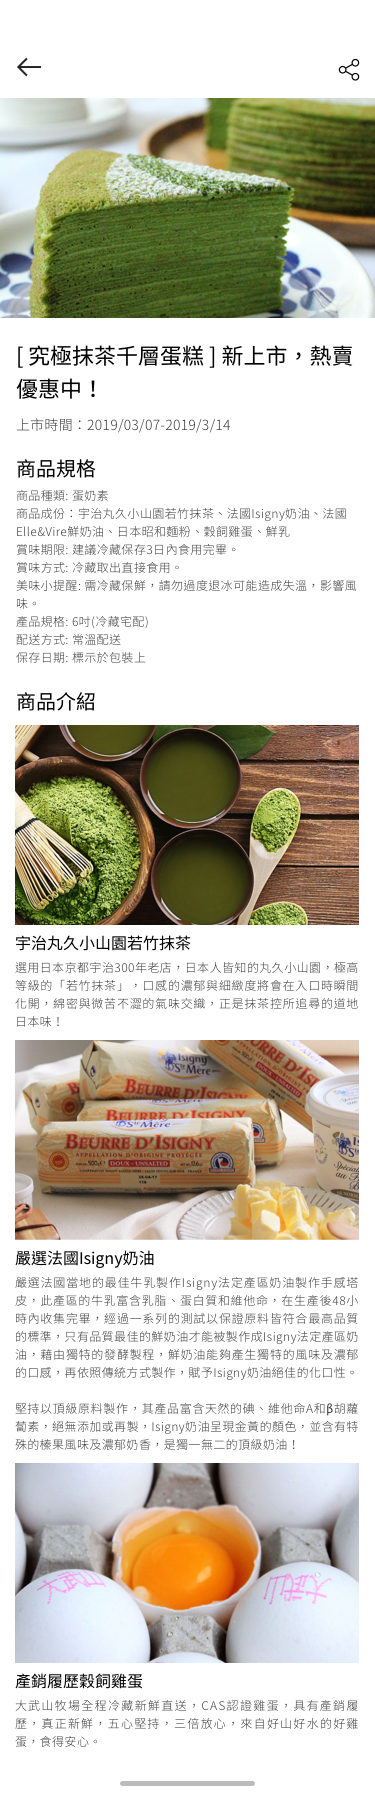 [ 究極抹茶千層蛋糕 ] 新上市，熱賣
優惠中！
上市時間：2019/03/07-2019/3/14
商品規格
商品種類: 蛋奶素
商品成份：宇治丸久小山園若竹抹茶、法國Isigny奶油、法國
Elle&Vire鮮奶油、日本昭和麵粉、穀飼雞蛋、鮮乳
賞味期限: 建議冷藏保存3日內食用完畢。
賞味方式: 冷藏取出直接食用。
美味小提醒: 需冷藏保鮮，請勿過度退冰可能造成失溫，影響風
味。
產品規格: 6吋(冷藏宅配)
配送方式: 常溫配送
保存日期: 標示於包裝上
商品介紹
宇治丸久小山園若竹抹茶
選用日本京都宇治300年老店，日本人皆知的丸久小山園，極高
等級的「若竹抹茶」，口感的濃郁與細緻度將會在入口時瞬間
化開，綿密與微苦不澀的氣味交織，正是抹茶控所追尋的道地
日本味！
Isigny
Ste Mère
DOUX - UNSALTED
Isigny
Ste Mère
BEURRE D'ISIGNY
BEURRE D'ISIGNY
APPELLATION D'ORIGINE PROTÉGÉE
DOUX - UNSALTED
嚴選法國Isigny奶油
嚴選法國當地的最佳牛乳製作Isigny法定產區奶油製作手感塔
皮，此產區的牛乳富含乳脂、蛋白質和維他命，在生產後48小
時內收集完畢，經過一系列的測試以保證原料皆符合最高品質
的標準，只有品質最佳的鮮奶油才能被製作成Isigny法定產區奶
油，藉由獨特的發酵製程，鮮奶油能夠產生獨特的風味及濃郁
的口感，再依照傳統方式製作，賦予Isigny奶油絕佳的化口性。
堅持以頂級原料製作，其產品富含天然的碘、維他命A和β胡蘿
蔔素，絕無添加或再製，Isigny奶油呈現金黃的顏色，並含有特
殊的榛果風味及濃郁奶香，是獨一無二的頂級奶油！
大武山
大武山
產銷履歷穀飼雞蛋
大武山牧場全程冷藏新鮮直送，CAS認證雞蛋，具有產銷履
歷，真正新鮮，五心堅持，三倍放心，來自好山好水的好雞
蛋，食得安心。